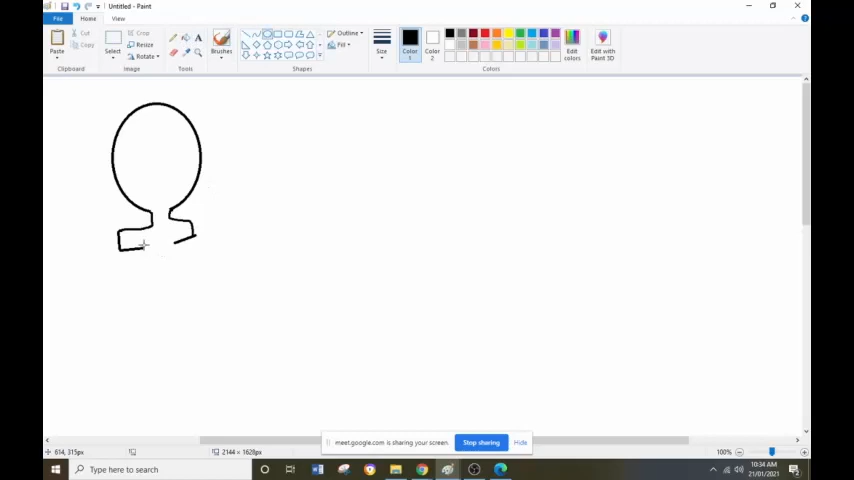 Untitled - Paint
File
Home
View
Paste
Cut
Copy
Clipboard
Select
Crop
Resize
Rotate
Image
A
Tools
Brushes
Shapes
Outline
Fill
Size
Color
1
Color
2
Colors
Edit
colors
Edit with
Paint 3D
meet.google.com is sharing your screen.
Stop sharing
Hide
614, 315px
2144 × 1628px
100%
Type here to search
10:34 AM
21/01/2021